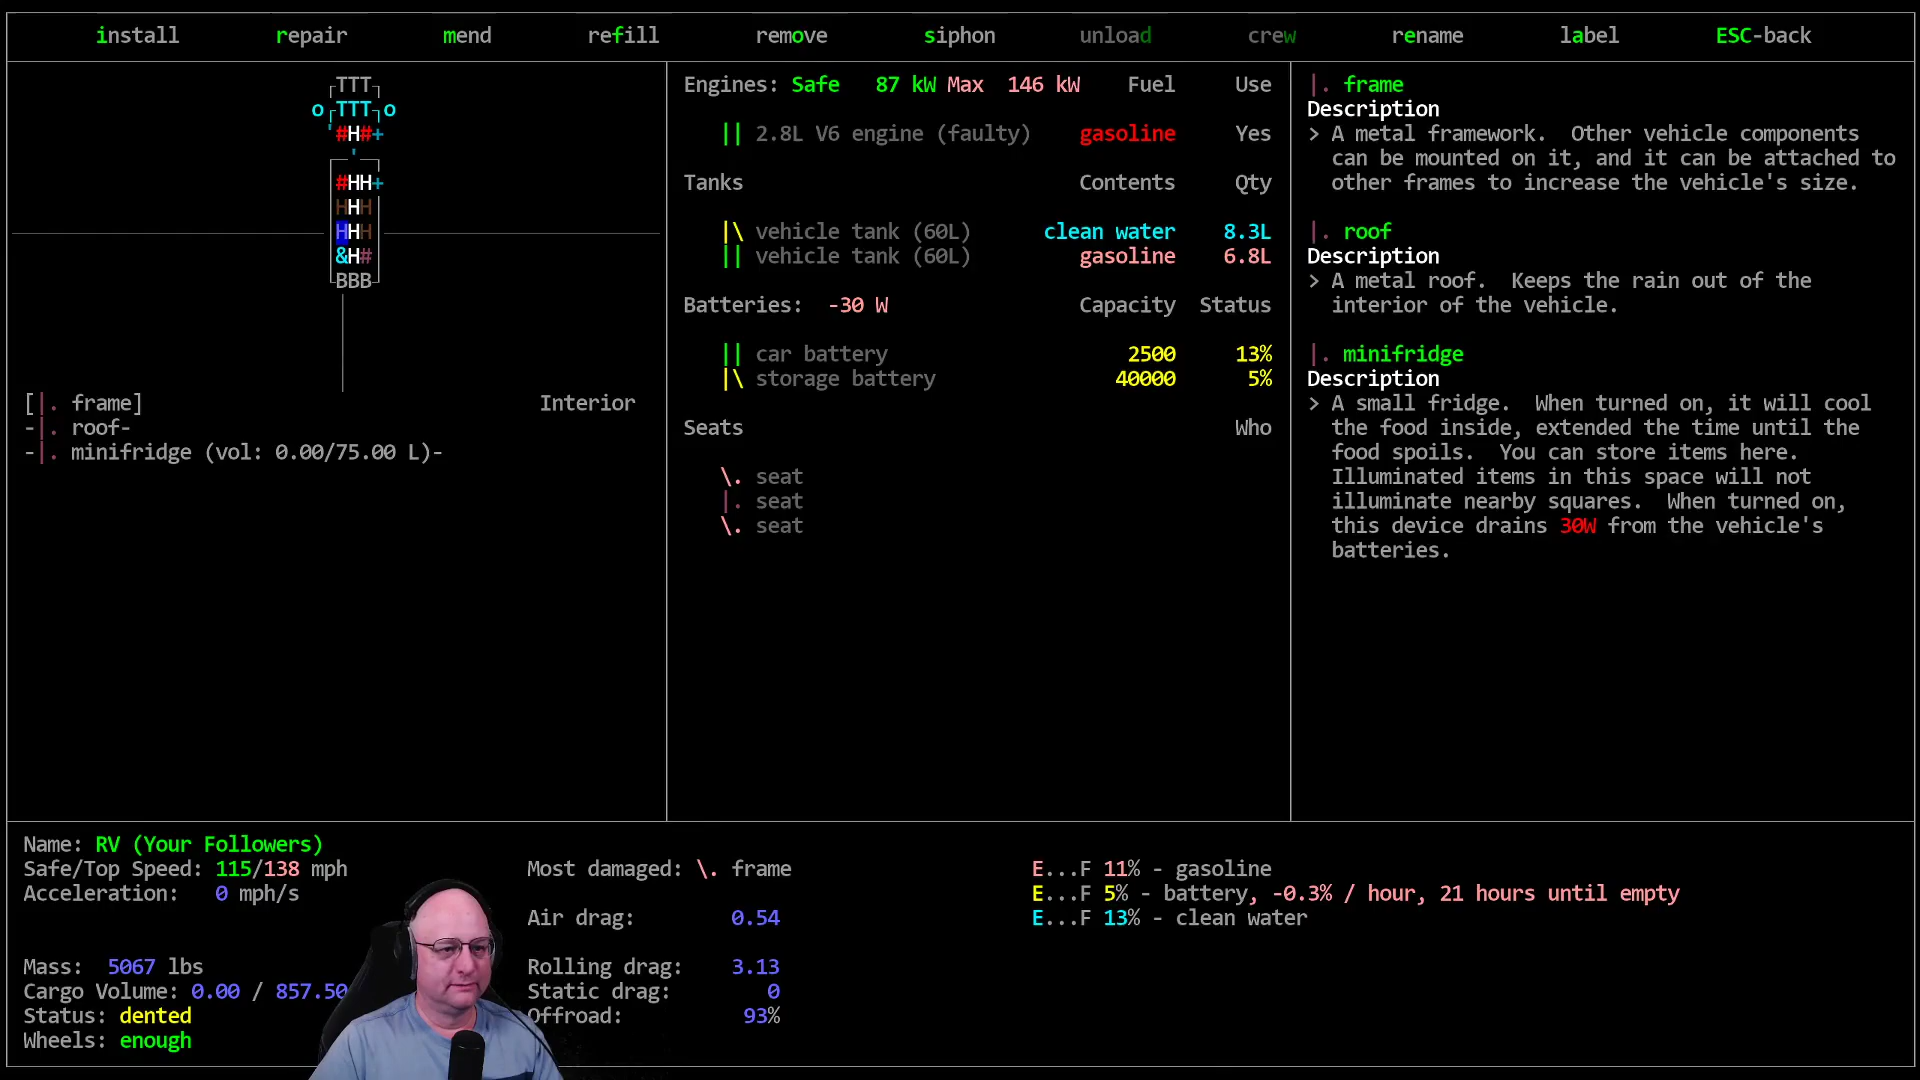 install repair mend refill remove siphon unload crew rename label ESC-back
┌TTT┐
o┌TTT┐o
'#H#+
┌─'─┐
#HH+
HHH
HHH
&H#
└BBB┘
[|. frame] Interior
-|. roof-
-|. minifridge (vol: 0.00/75.00 L)-
Engines: Safe 87 kW Max 146 kW Fuel Use
|| 2.8L V6 engine (faulty) gasoline Yes
Tanks Contents Qty
|\ vehicle tank (60L) clean water 8.3L
|| vehicle tank (60L) gasoline 6.8L
Batteries: -30 W Capacity Status
|| car battery 2500 13%
|\ storage battery 40000 5%
Seats Who
\. seat
|. seat
\. seat
|. frame
Description
> A metal framework. Other vehicle components
can be mounted on it, and it can be attached to
other frames to increase the vehicle's size.
|. roof
Description
> A metal roof. Keeps the rain out of the
interior of the vehicle.
|. minifridge
Description
> A small fridge. When turned on, it will cool
the food inside, extended the time until the
food spoils. You can store items here.
Illuminated items in this space will not
illuminate nearby squares. When turned on,
this device drains 30W from the vehicle's
batteries.
Name: RV (Your Followers)
Safe/Top Speed: 115/138 mph
Acceleration: 0 mph/s
Mass: 5067 lbs
Cargo Volume: 0.00 / 857.50
Status: dented
Wheels: enough
Most damaged: \. frame
Air drag: 0.54
Rolling drag: 3.13
Static drag: 0
Offroad: 93%
E...F 11% - gasoline
E...F 5% - battery, -0.3% / hour, 21 hours until empty
E...F 13% - clean water